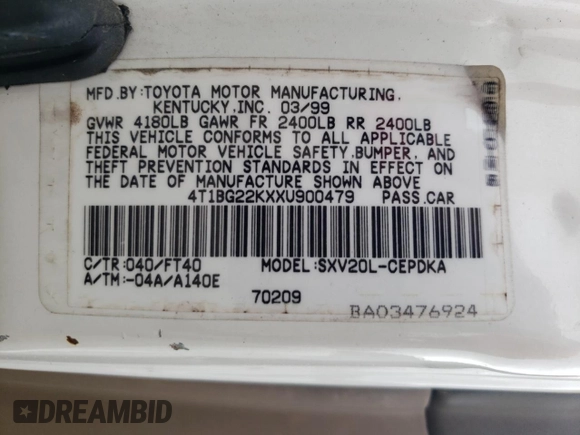 MFD.BY:TOYOTA MOTOR MANUFACTURING,
KENTUCKY,INC. 03/99
GVWR 4180LB GAWR FR 2400LB RR 2400LB
THIS VEHICLE CONFORMS TO ALL APPLICABLE
FEDERAL MOTOR VEHICLE SAFETY,BUMPER, AND
THEFT PREVENTION STANDARDS IN EFFECT ON
THE DATE OF MANUFACTURE SHOWN ABOVE
4T1BG22KXXU900479 PASS.CAR
C/TR:040/FT40 MODEL:SXV20L-CEPDKA
A/TM:-04A/A140E
70209
BA03476924
DREAMBID